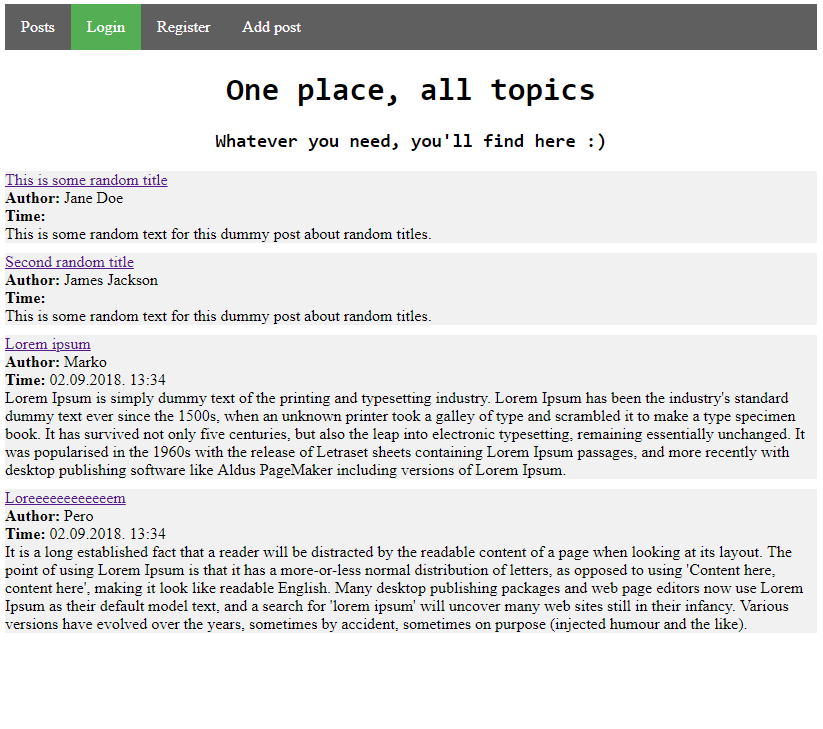 Posts Login Register Add post
One place, all topics
Whatever you need, you'll find here :)
This is some random title
Author: Jane Doe
Time:
This is some random text for this dummy post about random titles.
Second random title
Author: James Jackson
Time:
This is some random text for this dummy post about random titles.
Lorem ipsum
Author: Marko
Time: 02.09.2018. 13:34
Lorem Ipsum is simply dummy text of the printing and typesetting industry. Lorem Ipsum has been the industry's standard
dummy text ever since the 1500s, when an unknown printer took a galley of type and scrambled it to make a type specimen
book. It has survived not only five centuries, but also the leap into electronic typesetting, remaining essentially unchanged. It
was popularised in the 1960s with the release of Letraset sheets containing Lorem Ipsum passages, and more recently with
desktop publishing software like Aldus PageMaker including versions of Lorem Ipsum.
Loreeeeeeeeeeeem
Author: Pero
Time: 02.09.2018. 13:34
It is a long established fact that a reader will be distracted by the readable content of a page when looking at its layout. The
point of using Lorem Ipsum is that it has a more-or-less normal distribution of letters, as opposed to using 'Content here,
content here', making it look like readable English. Many desktop publishing packages and web page editors now use Lorem
Ipsum as their default model text, and a search for 'lorem ipsum' will uncover many web sites still in their infancy. Various
versions have evolved over the years, sometimes by accident, sometimes on purpose (injected humour and the like).